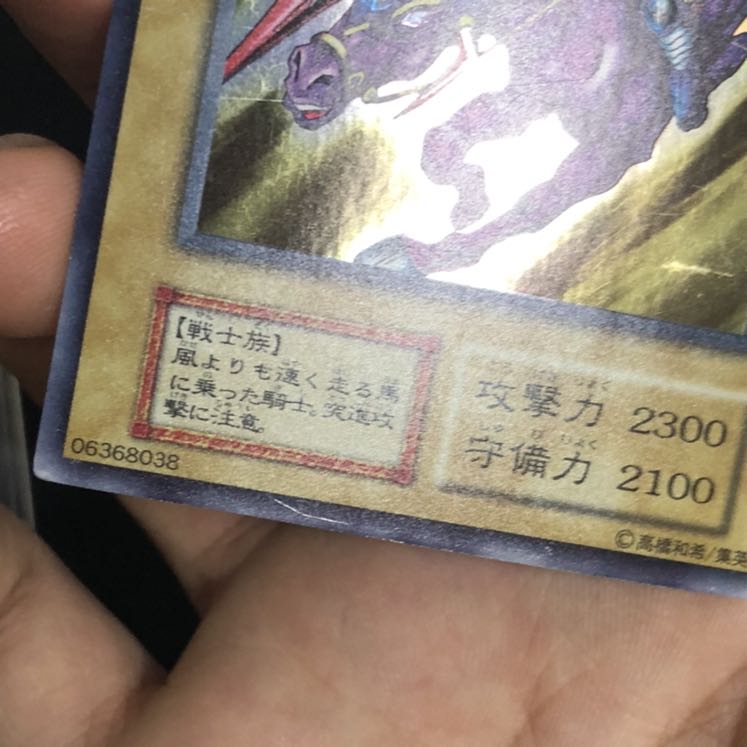 【戦士族】
風よりも速く走る馬
に乗った騎士。突進攻
撃に注意。
06368038
攻撃力 2300
守備力 2100
©高橋和希/集英